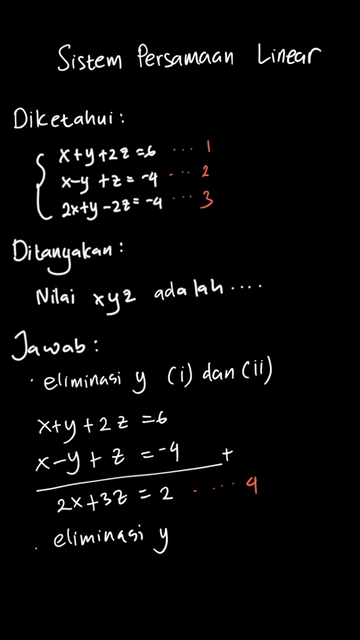 Sistem Persamaan Linear
Diketahui:
x+y+2z=6 ... 1
x-y+z=-4 ... 2
2x+y-2z=-4 ... 3
Ditanyakan:
Nilai xyz adalah....
Jawab:
· eliminasi y (i) dan (ii)
x+y+2z=6
x-y+z=-4 +
2x+3z=2 ..... 4
· eliminasi y